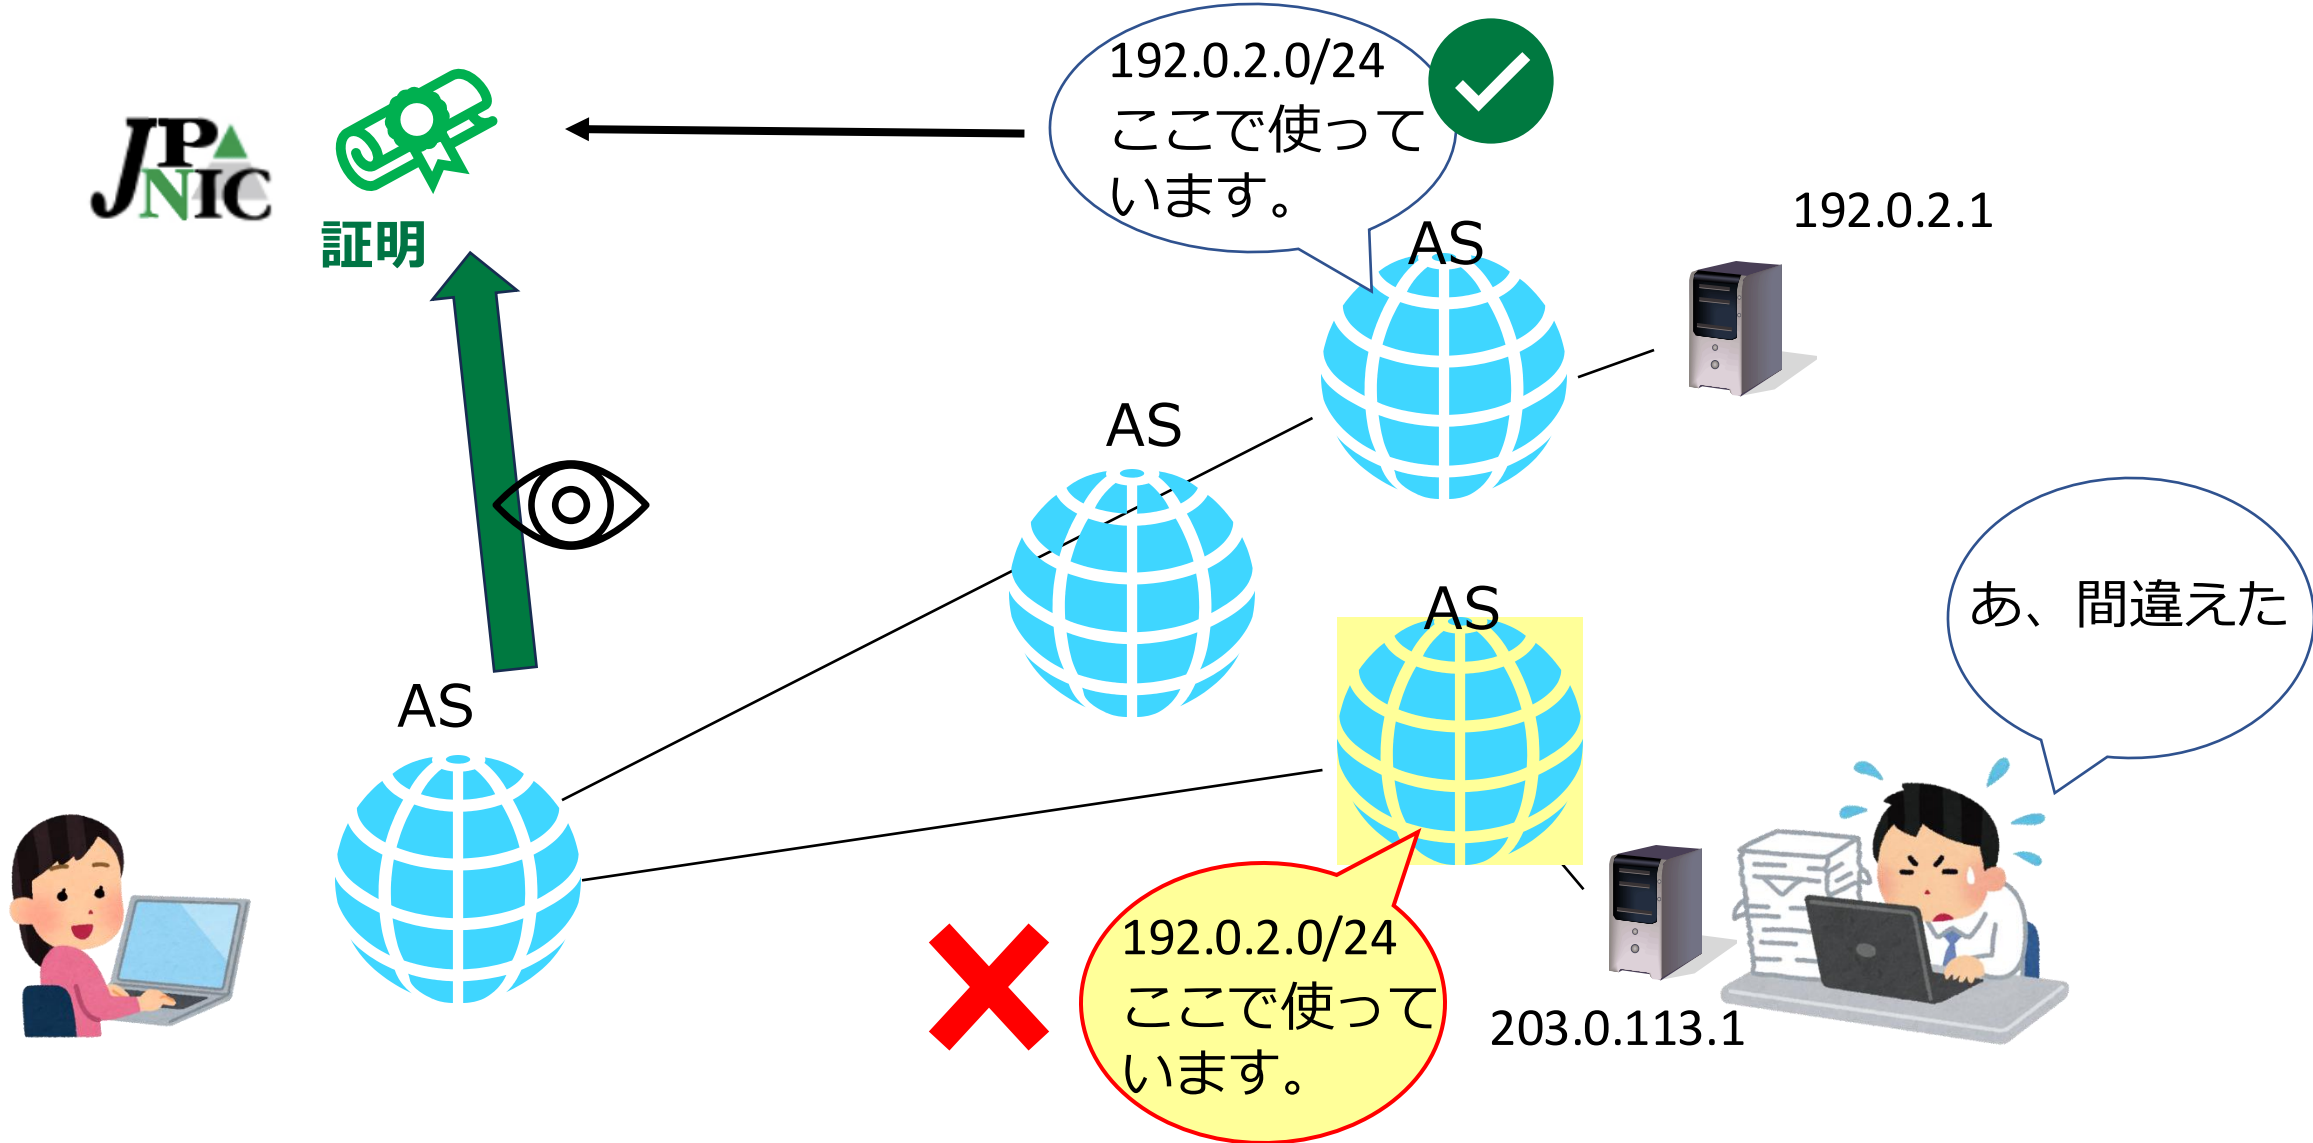 192.0.2.0/24
ここで使って
います。
JPNIC
証明
192.0.2.1
AS
AS
あ、間違えた
AS
AS
192.0.2.0/24
ここで使って
います。
203.0.113.1